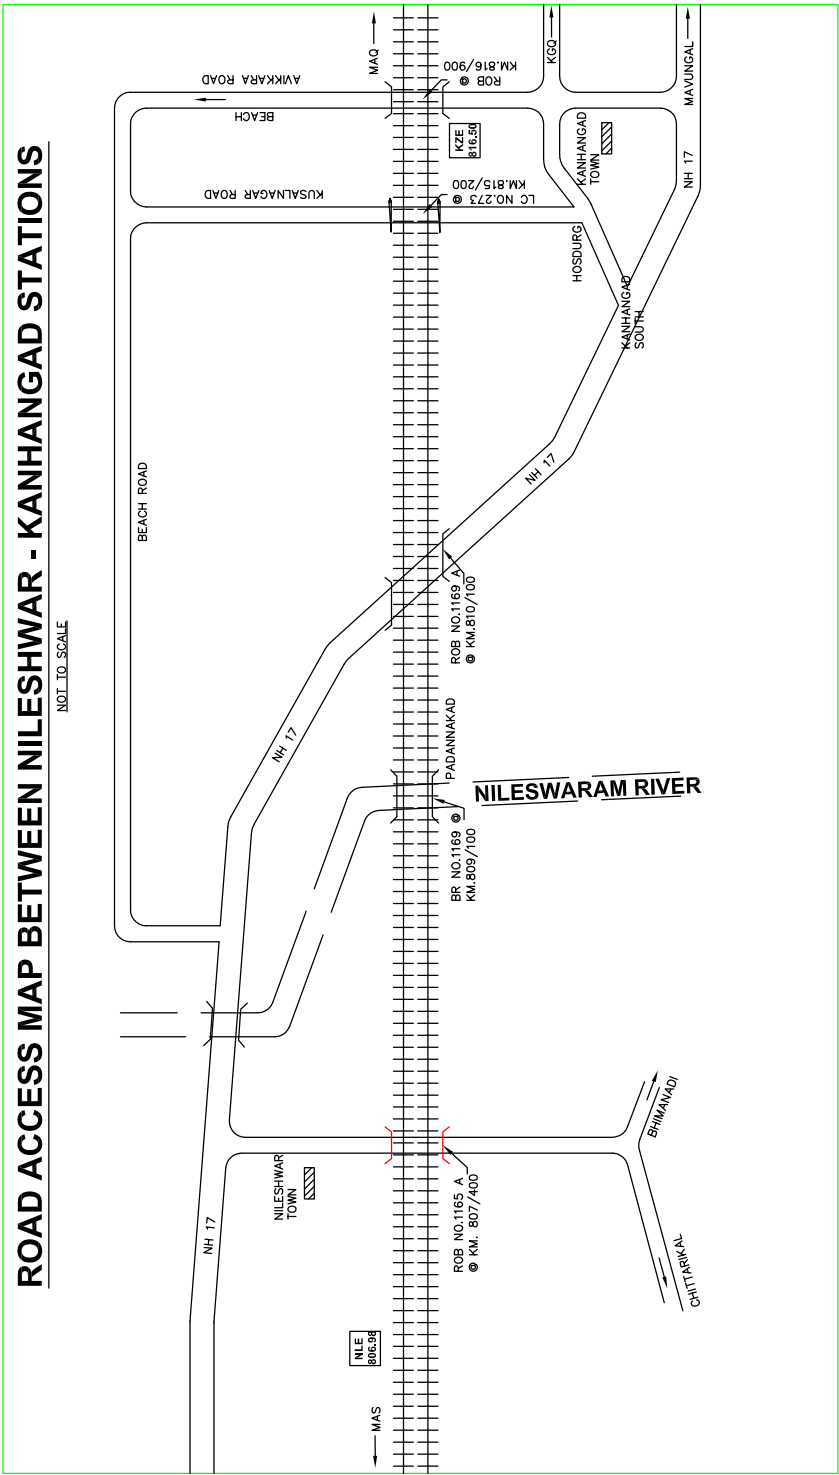 ROAD ACCESS MAP BETWEEN NILESHWAR - KANHANGAD STATIONS
NOT TO SCALE
MAS
NLE
806.98
NH 17
NILESHWAR
TOWN
ROB NO.1165 A
@ KM. 807/400
CHITTARIKAL
BHIMANADI
BR NO.1169 @
KM.809/100
PADANNAKAD
NILESWARAM RIVER
NH 17
ROB NO.1169 A
@ KM.810/100
NH 17
BEACH ROAD
KANHANGAD
SOUTH
HOSDURG
KUSALNAGAR ROAD
LC NO.273 @
KM.815/200
KZE
816.50
KANHANGAD
TOWN
NH 17
BEACH
AVIKKARA ROAD
ROB @
KM.816/900
MAQ
KGQ
MAVUNGAL